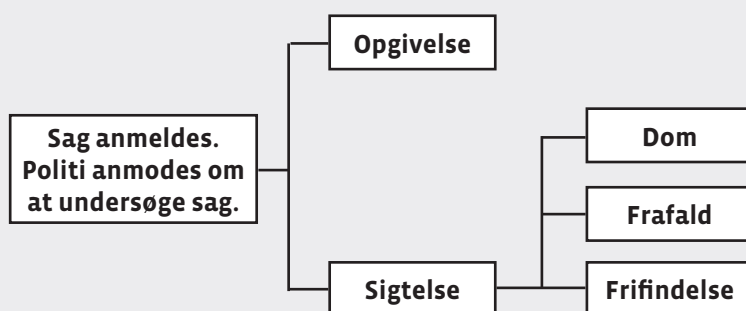 Opgivelse
Sag anmeldes.
Politi anmodes om
at undersøge sag.
Dom
Frafald
Sigtelse
Frifindelse